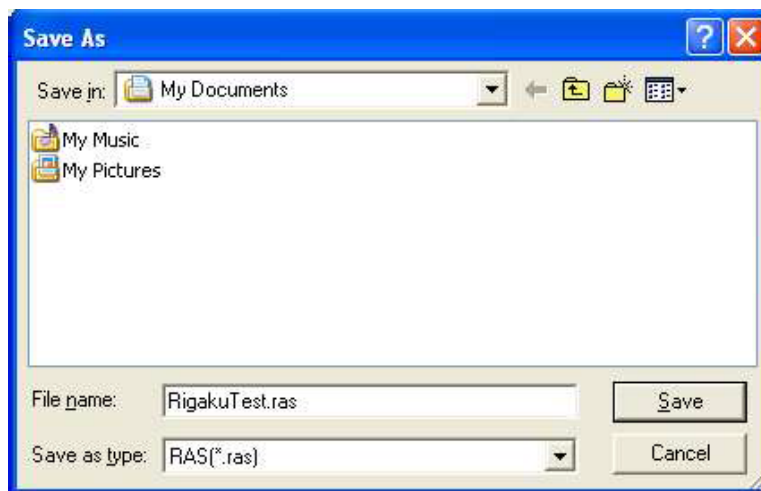 Save As
Save in: My Documents
My Music
My Pictures
File name: RigakuTest.ras Save
Save as type: RAS(*.ras) Cancel